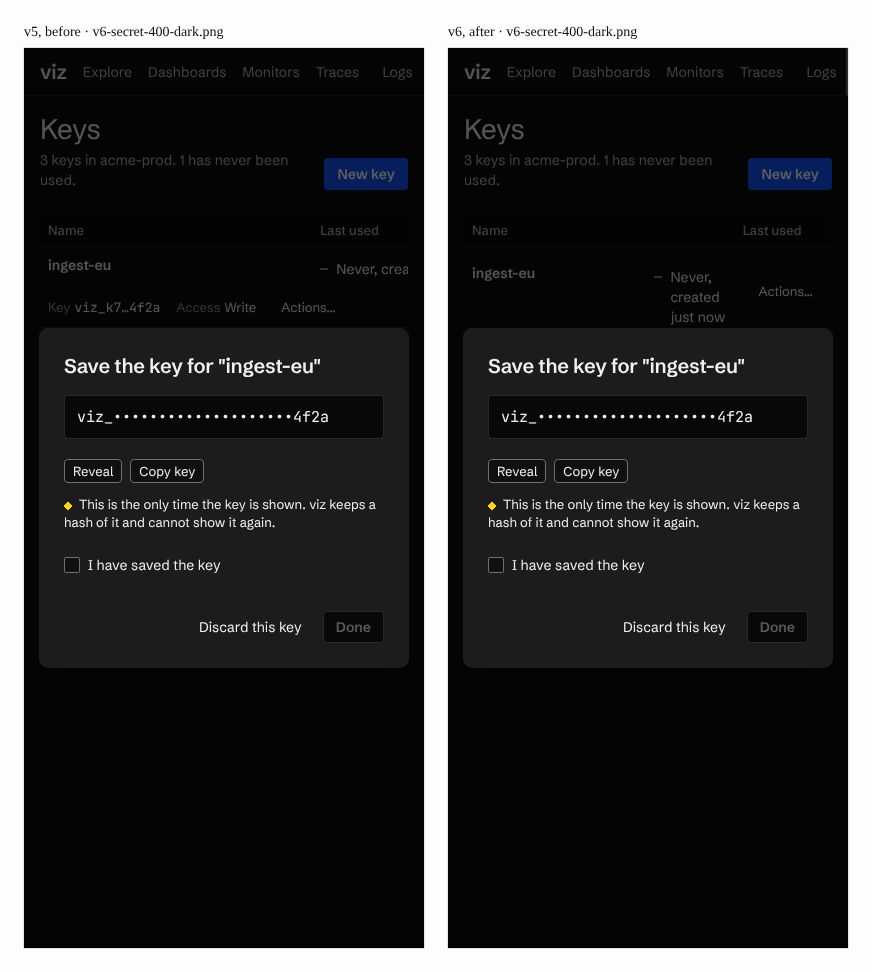 v5, before · v6-secret-400-dark.png
viz Explore Dashboards Monitors Traces Logs
Keys
3 keys in acme-prod. 1 has never been
used.
New key
Name Last used
ingest-eu
– Never, crea
Key viz_k7…4f2a Access Write Actions…
Save the key for "ingest-eu"
viz_••••••••••••••••••••4f2a
Reveal Copy key
◆ This is the only time the key is shown. viz keeps a
hash of it and cannot show it again.
I have saved the key
Discard this key Done
v6, after · v6-secret-400-dark.png
viz Explore Dashboards Monitors Traces Logs
Keys
3 keys in acme-prod. 1 has never been
used.
New key
Name Last used
ingest-eu
– Never,
created
just now
Actions…
Save the key for "ingest-eu"
viz_••••••••••••••••••••4f2a
Reveal Copy key
◆ This is the only time the key is shown. viz keeps a
hash of it and cannot show it again.
I have saved the key
Discard this key Done